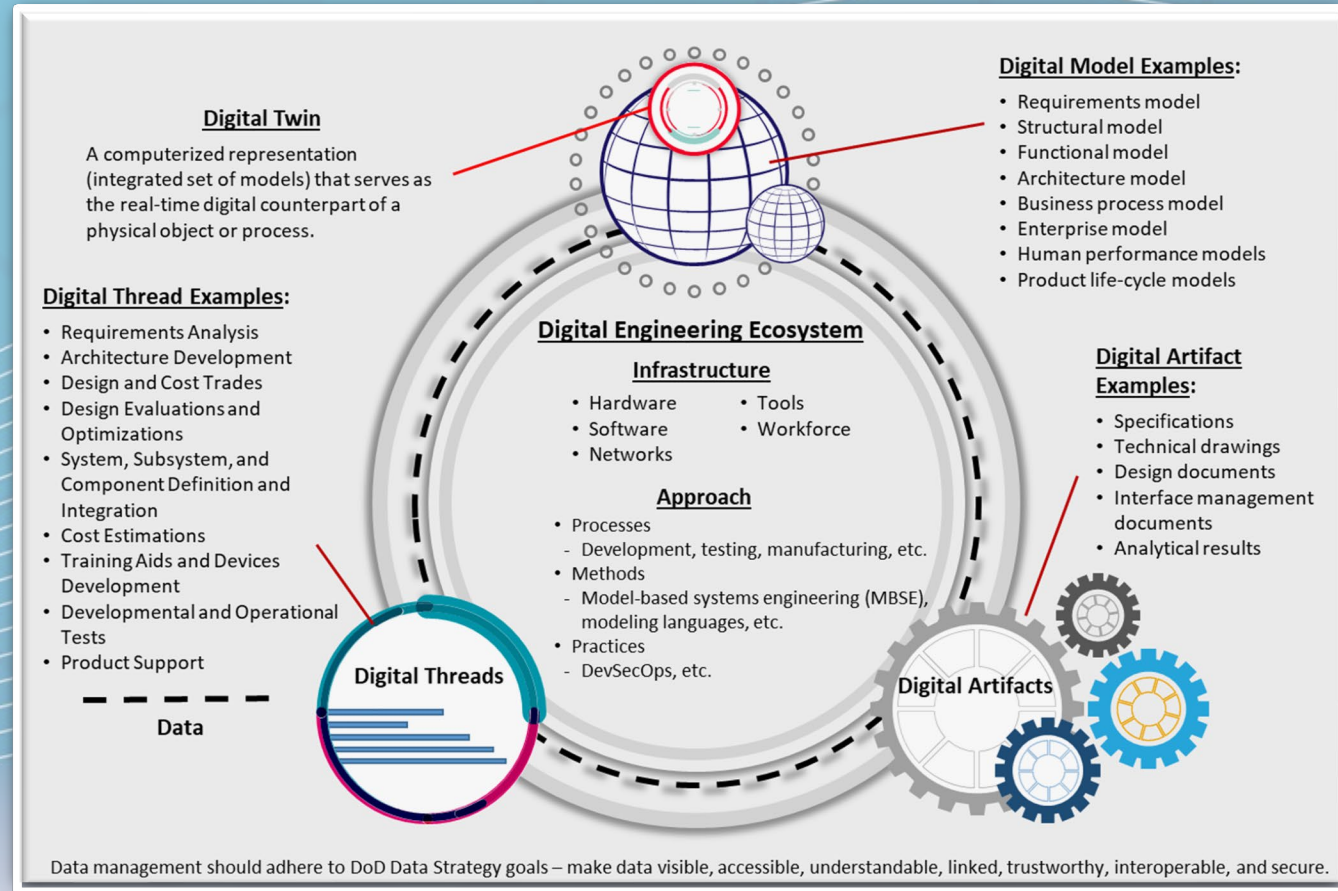 Digital Twin
A computerized representation
(integrated set of models) that serves as
the real-time digital counterpart of a
physical object or process.
Digital Model Examples:
• Requirements model
• Structural model
• Functional model
• Architecture model
• Business process model
• Enterprise model
• Human performance models
• Product life-cycle models
Digital Thread Examples:
• Requirements Analysis
• Architecture Development
• Design and Cost Trades
• Design Evaluations and
Optimizations
• System, Subsystem, and
Component Definition and
Integration
• Cost Estimations
• Training Aids and Devices
Development
• Developmental and Operational
Tests
• Product Support
Data
Digital Engineering Ecosystem
Infrastructure
• Hardware
• Software
• Networks
• Tools
• Workforce
Approach
• Processes
- Development, testing, manufacturing, etc.
• Methods
- Model-based systems engineering (MBSE),
modeling languages, etc.
• Practices
- DevSecOps, etc.
Digital Artifact
Examples:
• Specifications
• Technical drawings
• Design documents
• Interface management
documents
• Analytical results
Digital Threads
Digital Artifacts
Data management should adhere to DoD Data Strategy goals – make data visible, accessible, understandable, linked, trustworthy, interoperable, and secure.